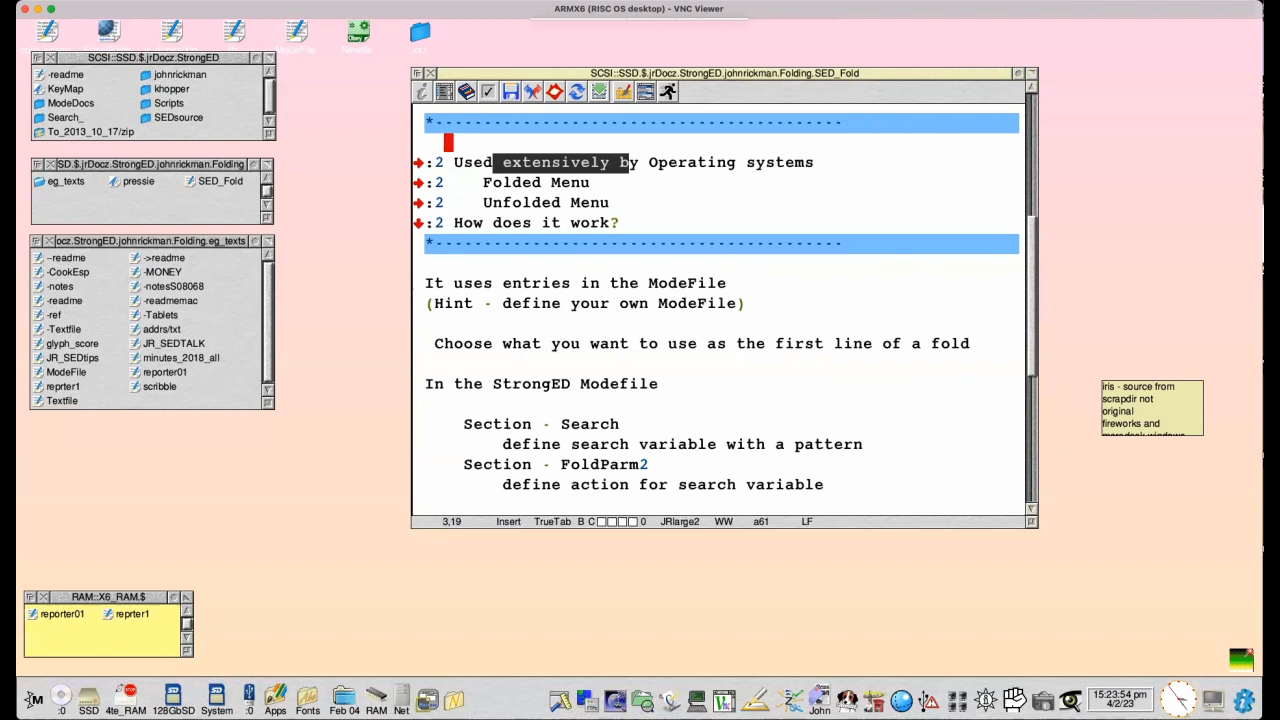 ARMX6 (RISC OS desktop) - VNC Viewer
ModeFile
Newfile
SCSI::SSD.$.jrDocz.StrongED
-readme
johnrickman
KeyMap
khopper
ModeDocs
Scripts
Search_
SEDsource
To_2013_10_17/zip
SD.$.jrDocz.StrongED.johnrickman.Folding
eg_texts
pressie
SED_Fold
ocz.StrongED.johnrickman.Folding.eg_texts
--readme
->readme
-CookEsp
-MONEY
-notes
-notesS08068
-readme
-readmemac
-ref
-Tablets
-Textfile
addrs/txt
glyph_score
JR_SEDTALK
JR_SEDtips
minutes_2018_all
ModeFile
reporter01
reprter1
scribble
Textfile
SCSI::SSD.$.jrDocz.StrongED.johnrickman.Folding.SED_Fold
*------------------------------------------
:2 Used extensively by Operating systems
:2 Folded Menu
:2 Unfolded Menu
:2 How does it work?
*------------------------------------------
It uses entries in the ModeFile
(Hint - define your own ModeFile)
Choose what you want to use as the first line of a fold
In the StrongED Modefile
Section - Search
define search variable with a pattern
Section - FoldParm2
define action for search variable
3,19 Insert TrueTab B C 0 JRlarge2 WW a61 LF
iris - source from
scrapdir not
original
fireworks and
RAM::X6_RAM.$
reporter01
reprter1
:0 SSD 4te_RAM 128GbSD System :0 Apps Fonts Feb 04 RAM Net
John
15:23:54 pm
4/2/23